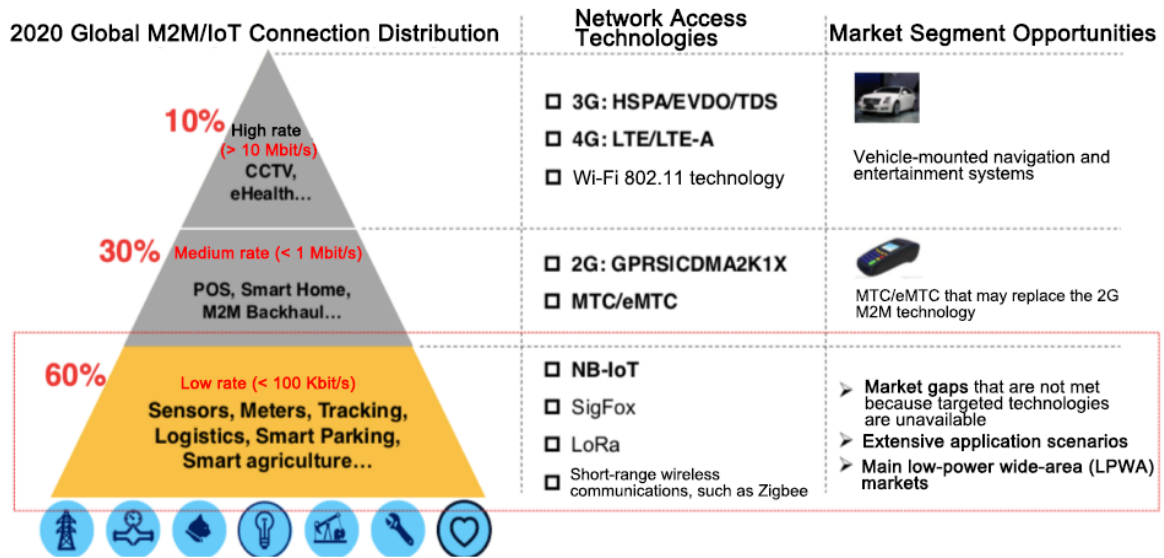 2020 Global M2M/IoT Connection Distribution
Network Access
Technologies
Market Segment Opportunities
10%
High rate
(> 10 Mbit/s)
CCTV,
eHealth...
3G: HSPA/EVDO/TDS
4G: LTE/LTE-A
Wi-Fi 802.11 technology
Vehicle-mounted navigation and
entertainment systems
30%
Medium rate (< 1 Mbit/s)
POS, Smart Home,
M2M Backhaul...
2G: GPRSICDMA2K1X
MTC/eMTC
MTC/eMTC that may replace the 2G
M2M technology
60%
Low rate (< 100 Kbit/s)
Sensors, Meters, Tracking,
Logistics, Smart Parking,
Smart agriculture...
NB-IoT
SigFox
LoRa
Short-range wireless
communications, such as Zigbee
Market gaps that are not met
because targeted technologies
are unavailable
Extensive application scenarios
Main low-power wide-area (LPWA)
markets